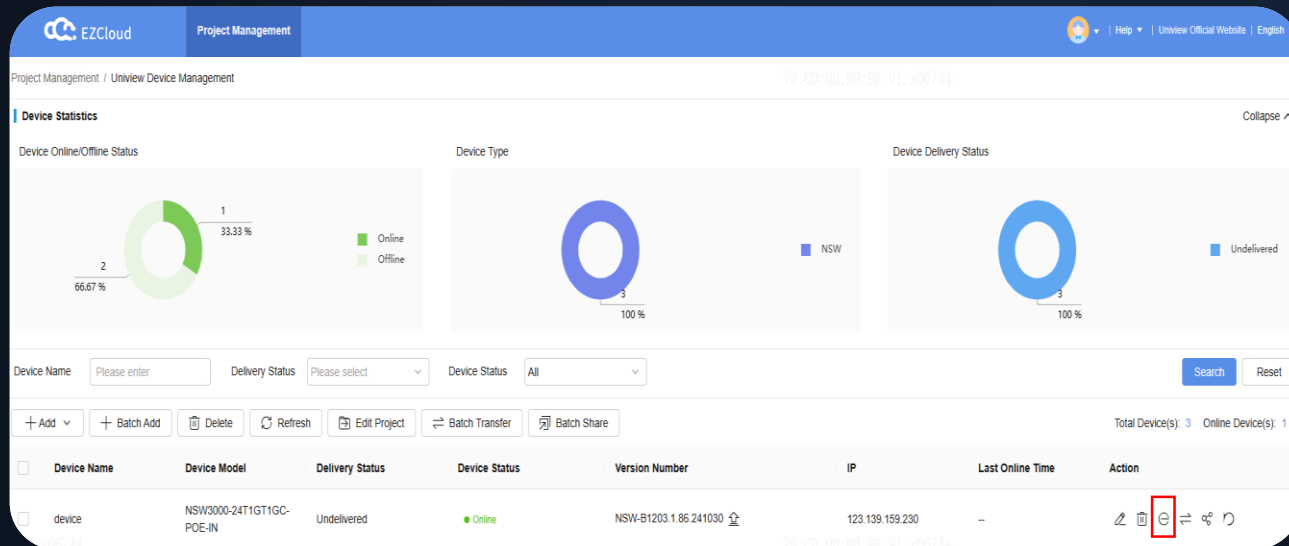 EZCloud Project Management | Help | Uniview Official Website | English
Project Management / Uniview Device Management
70:CD:0D:BD:9F:91,s06744
Device Statistics Collapse
Device Online/Offline Status Device Type Device Delivery Status
1
33.33 %
Online
NSW Undelivered
Offline
2
66.67 %
3 3
100 % 100 %
Device Name Please enter Delivery Status Please select Device Status All Search Reset
Add Batch Add Delete Refresh Edit Project Batch Transfer Batch Share Total Device(s): 3 Online Device(s): 1
Device Name Device Model Delivery Status Device Status Version Number IP Last Online Time Action
device NSW3000-24T1GT1GC-POE-IN Undelivered Online NSW-B1203.1.86.241030 123.139.159.230 --